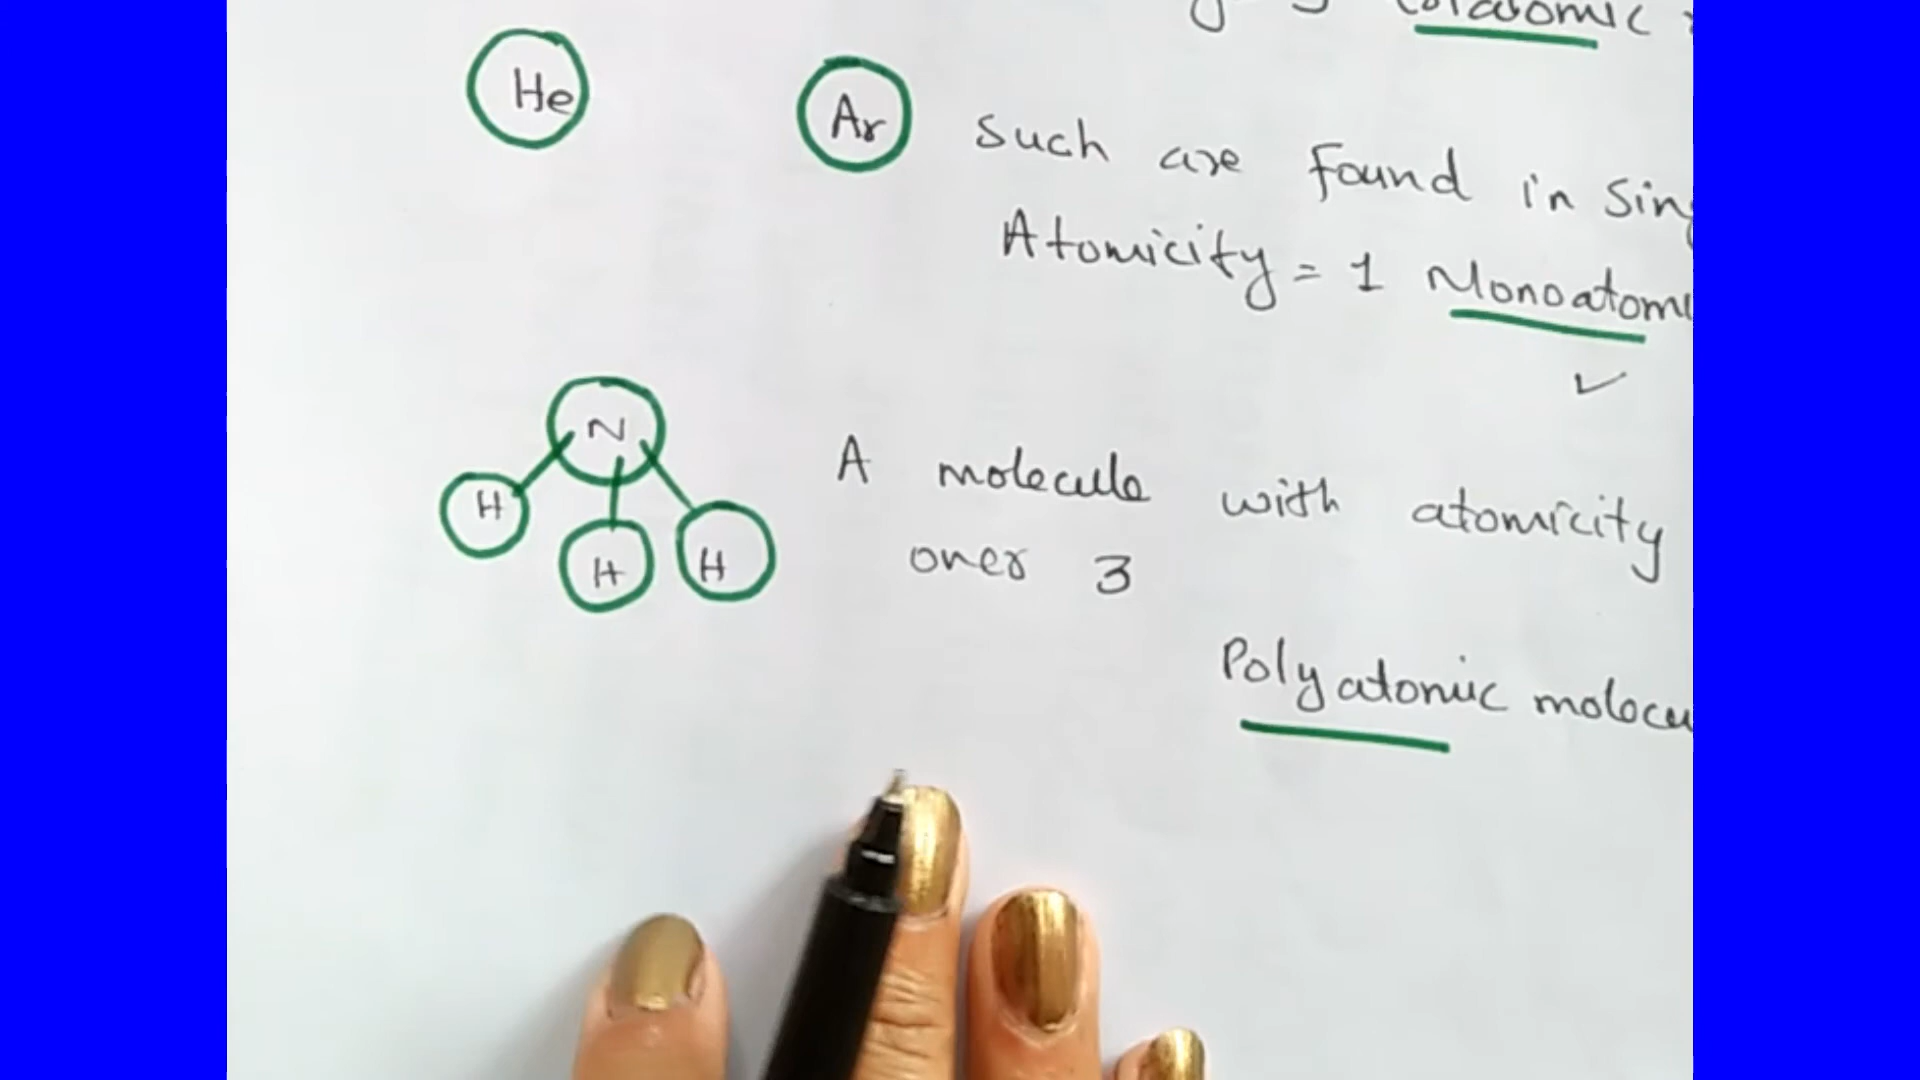 He
Ar
such are found in
Atomicity = 1
N
H
H
H
A molecule with atomicity
over 3
Polyatomic